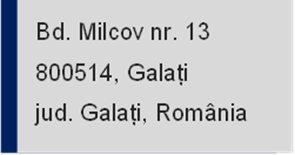 Bd. Milcov nr. 13
800514, Galați
jud. Galați, România